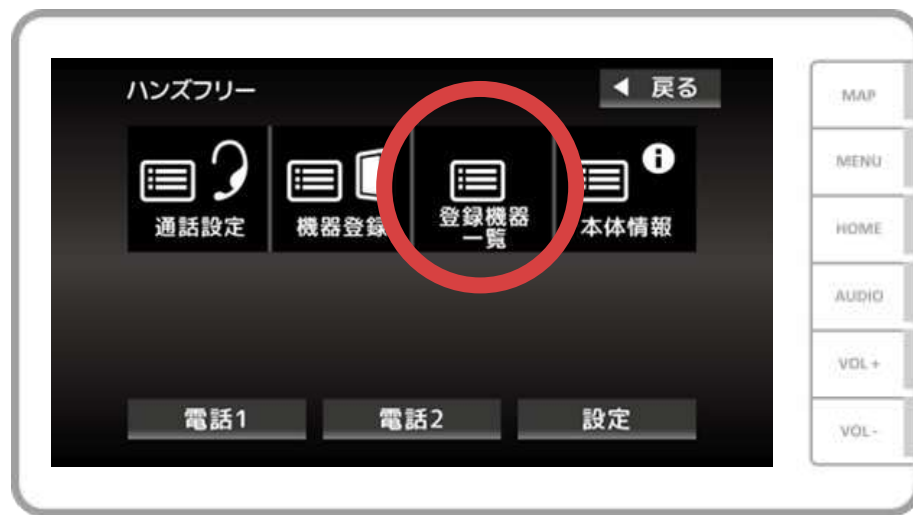 ハンズフリー
◀ 戻る
通話設定
機器登録
登録機器
一覧
本体情報
電話1
電話2
設定
MAP
MENU
HOME
AUDIO
VOL +
VOL -